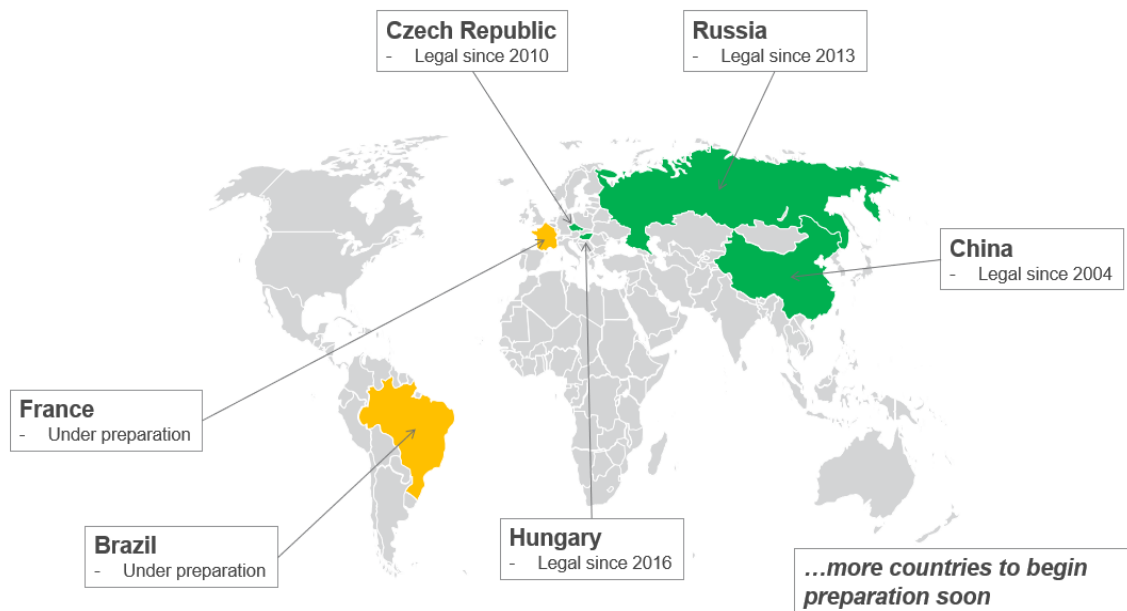 Czech Republic
- Legal since 2010
Russia
- Legal since 2013
China
- Legal since 2004
France
- Under preparation
Brazil
- Under preparation
Hungary
- Legal since 2016
...more countries to begin
preparation soon